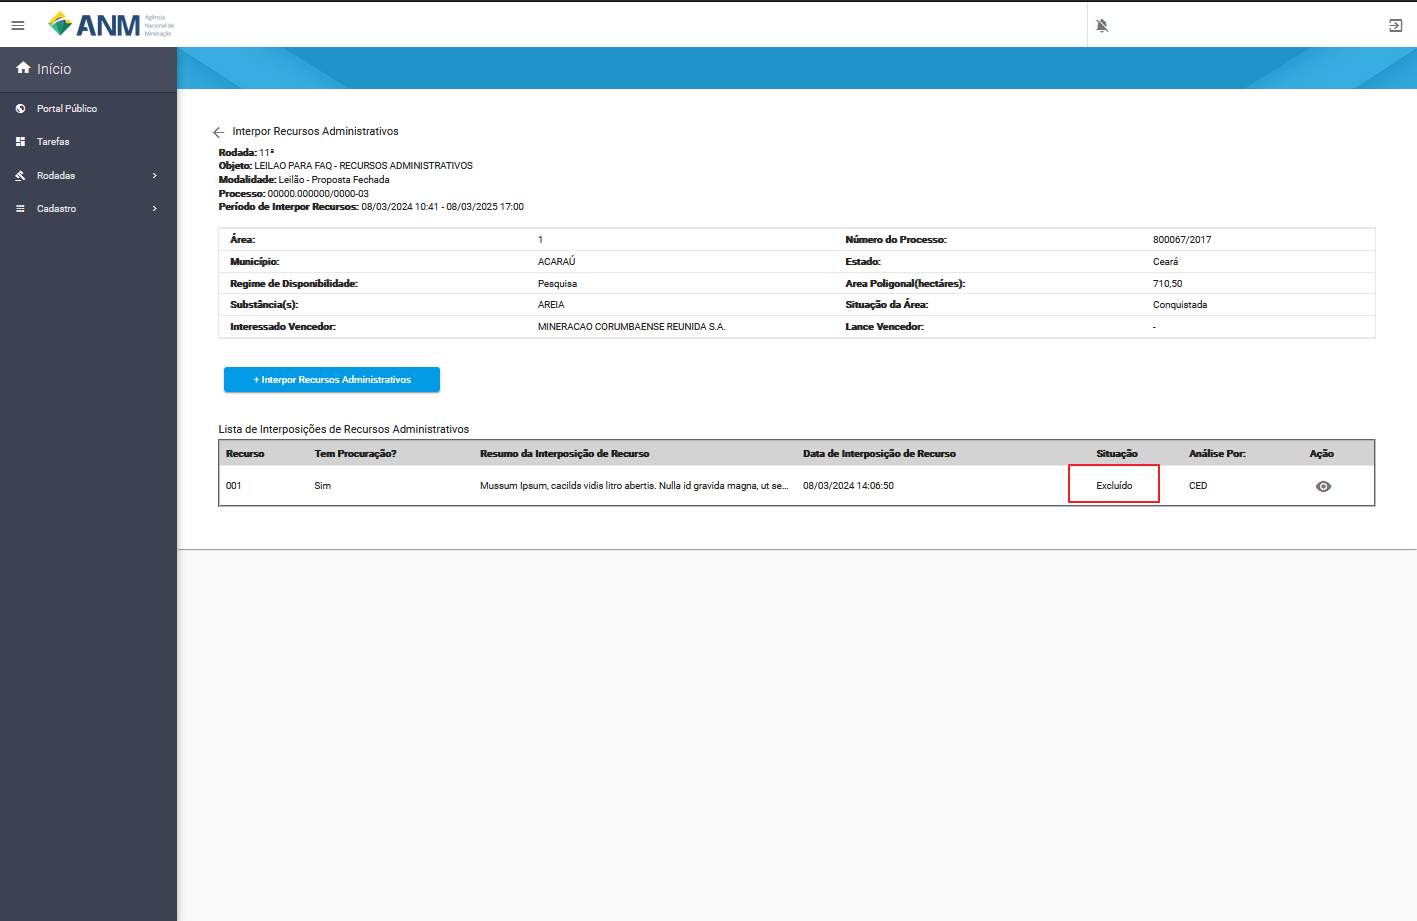 ANM Agência
Nacional de
Mineração
Início
Portal Público
Tarefas
Rodadas
Cadastro
Interpor Recursos Administrativos
Rodada: 11ª
Objeto: LEILAO PARA FAQ - RECURSOS ADMINISTRATIVOS
Modalidade: Leilão - Proposta Fechada
Processo: 00000.000000/0000-03
Período de Interpor Recursos: 08/03/2024 10:41 - 08/03/2025 17:00
Área: 1 Número do Processo: 800067/2017
Município: ACARAÚ Estado: Ceará
Regime de Disponibilidade: Pesquisa Area Poligonal(hectáres): 710,50
Substância(s): AREIA Situação da Área: Conquistada
Interessado Vencedor: MINERACAO CORUMBAENSE REUNIDA S.A. Lance Vencedor: -
+ Interpor Recursos Administrativos
Lista de Interposições de Recursos Administrativos
Recurso Tem Procuração? Resumo da Interposição de Recurso Data de Interposição de Recurso Situação Análise Por: Ação
001 Sim Mussum Ipsum, cacilds vidis litro abertis. Nulla id gravida magna, ut se... 08/03/2024 14:06:50 Excluído CED